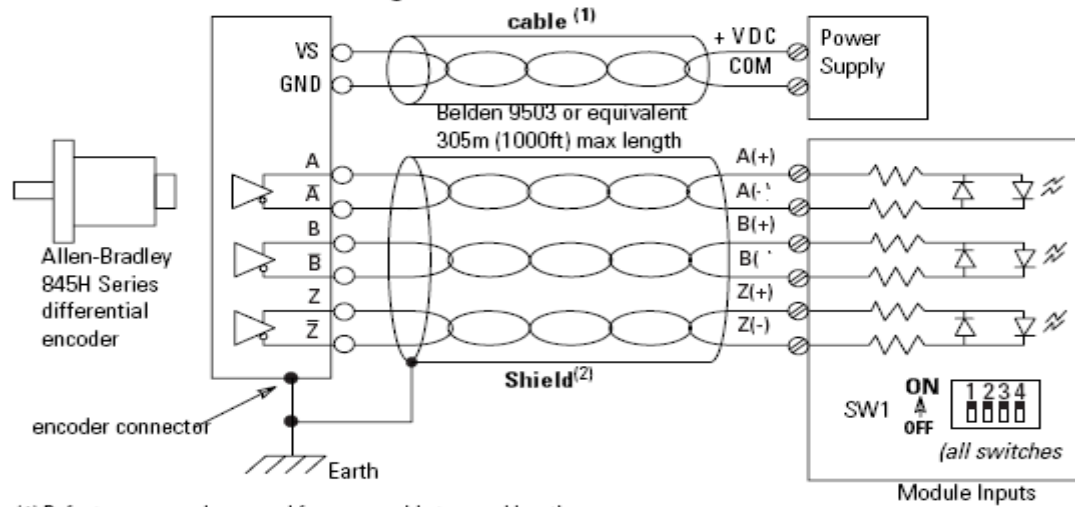 cable (1)
VS
GND
+ VDC
COM
Power
Supply
Belden 9503 or equivalent
305m (1000ft) max length
A
A̅
B
B̅
Z
Z̅
A(+)
A(-
B(+)
B(
Z(+)
Z(-)
Allen-Bradley
845H Series
differential
encoder
Shield(2)
encoder connector
Earth
SW1
ON
OFF
1 2 3 4
(all switches
Module Inputs